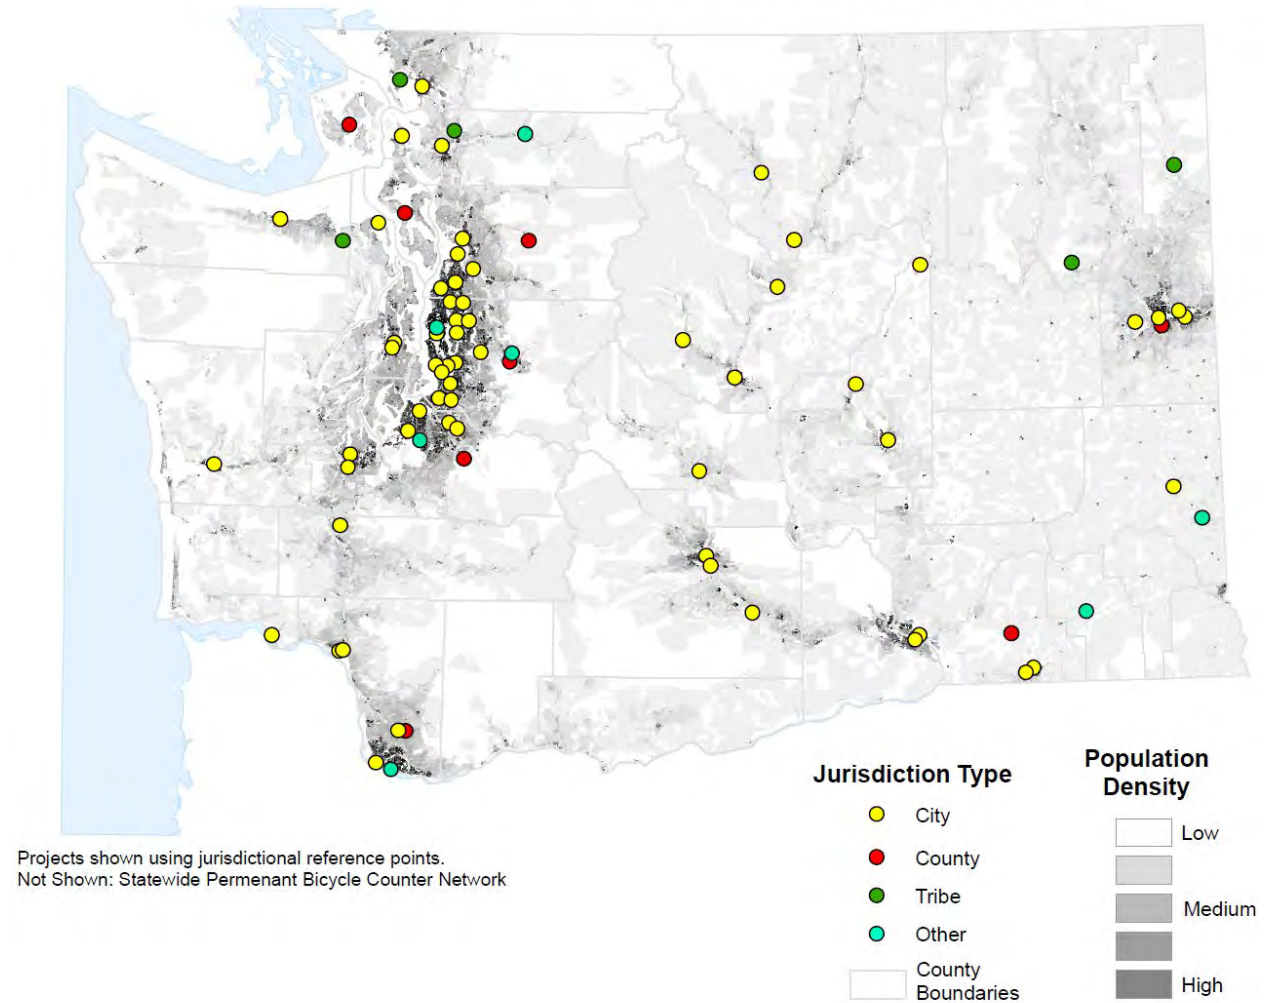 Projects shown using jurisdictional reference points.
Not Shown: Statewide Permenant Bicycle Counter Network
Jurisdiction Type
City
County
Tribe
Other
County
Boundaries
Population
Density
Low
Medium
High